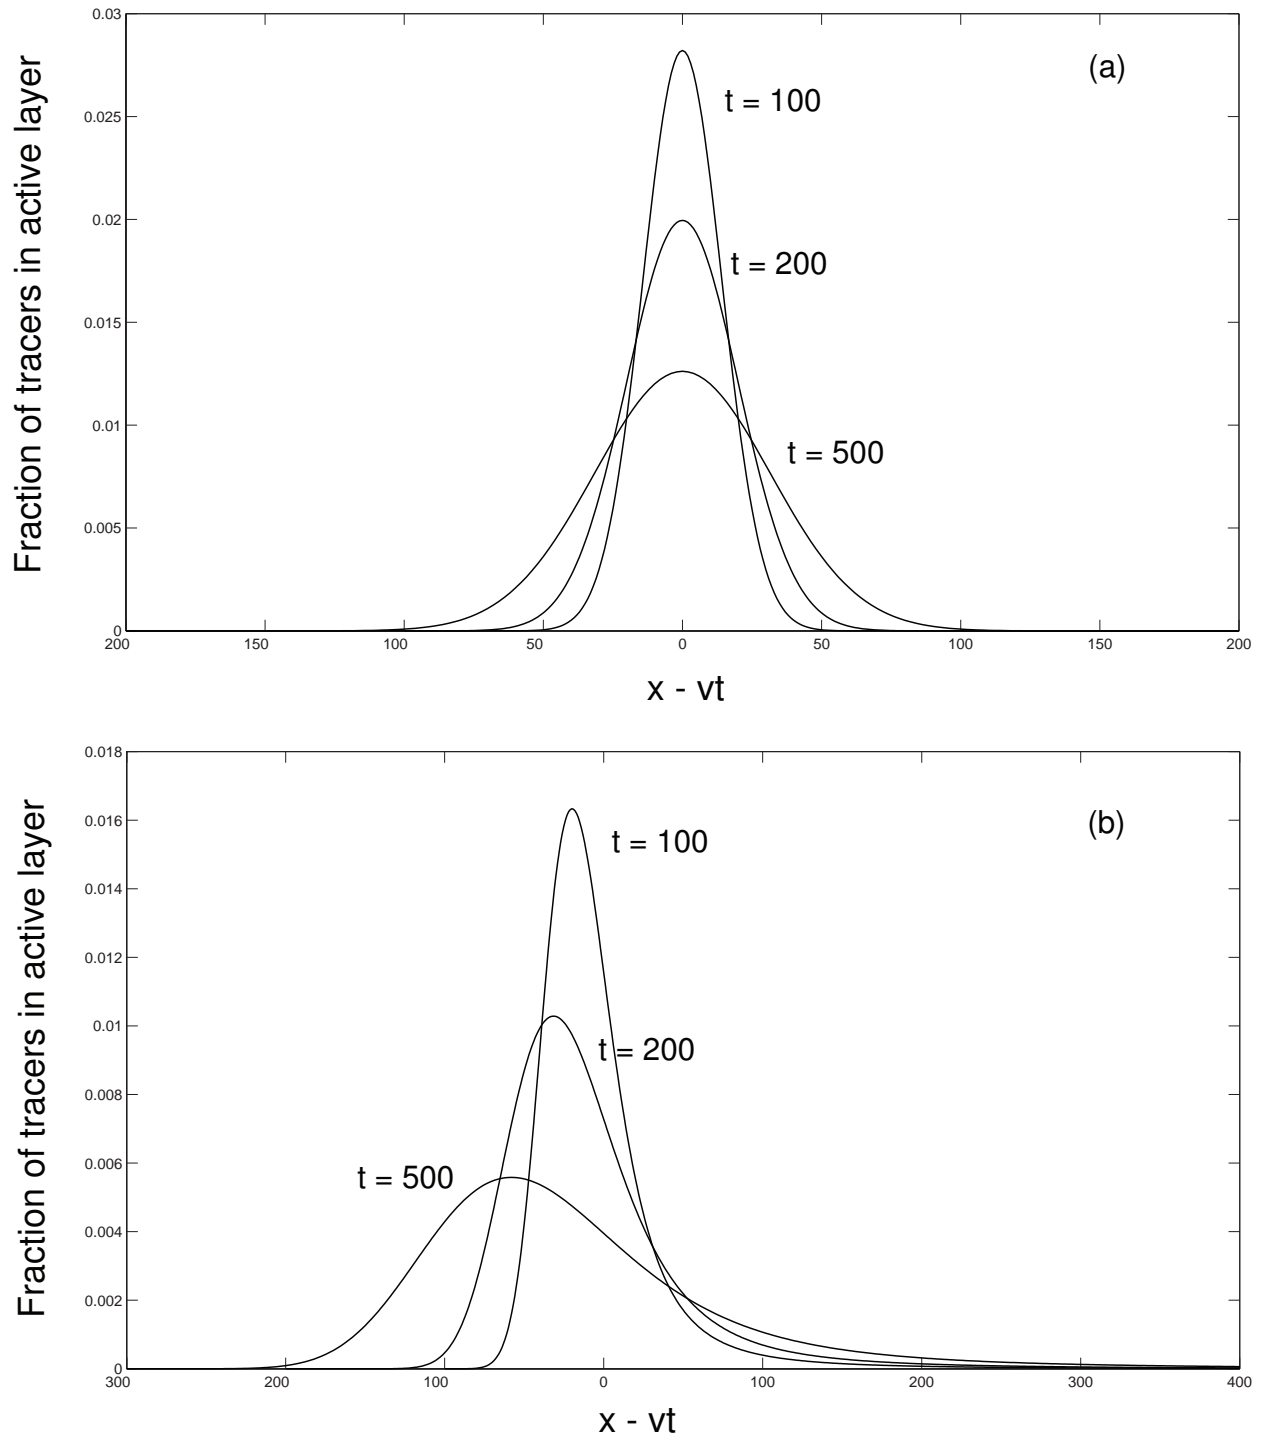 0.03
(a)
t = 100
0.025
0.02
t = 200
0.015
0.01
t = 500
0.005
0
Fraction of tracers in active layer
200 150 100 50 0 50 100 150 200
x - vt
0.018
(b)
0.016
t = 100
0.014
0.012
0.01
t = 200
0.008
0.006
t = 500
0.004
0.002
0
Fraction of tracers in active layer
300 200 100 0 100 200 300 400
x - vt